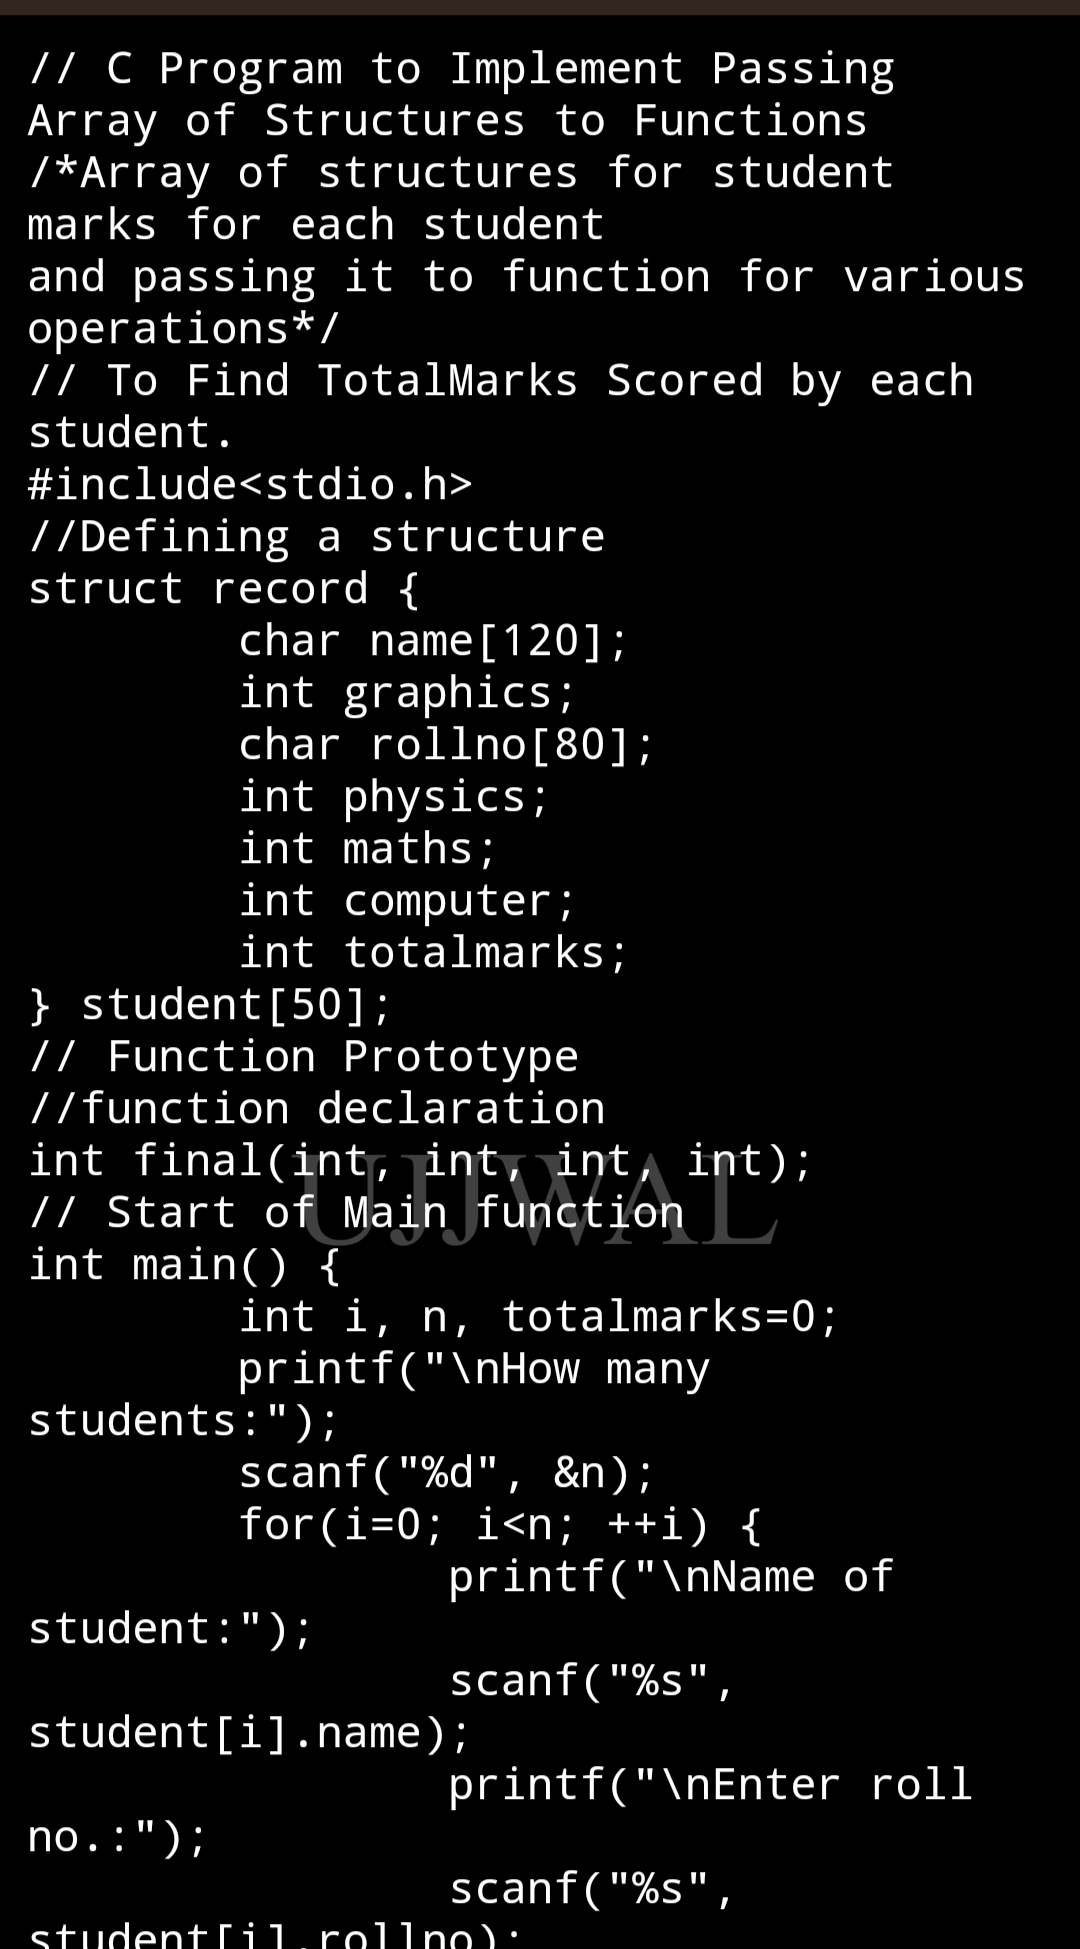 // C Program to Implement Passing
Array of Structures to Functions
/*Array of structures for student
marks for each student
and passing it to function for various
operations*/
// To Find TotalMarks Scored by each
student.
#include<stdio.h>
//Defining a structure
struct record {
        char name[120];
        int graphics;
        char rollno[80];
        int physics;
        int maths;
        int computer;
        int totalmarks;
} student[50];
// Function Prototype
//function declaration
int final(int, int, int, int);
UJJWAL
// Start of Main function
int main() {
        int i, n, totalmarks=0;
        printf("\nHow many
students:");
        scanf("%d", &n);
        for(i=0; i<n; ++i) {
                printf("\nName of
student:");
                scanf("%s",
student[i].name);
                printf("\nEnter roll
no.:");
                scanf("%s",
student[i].rollno);